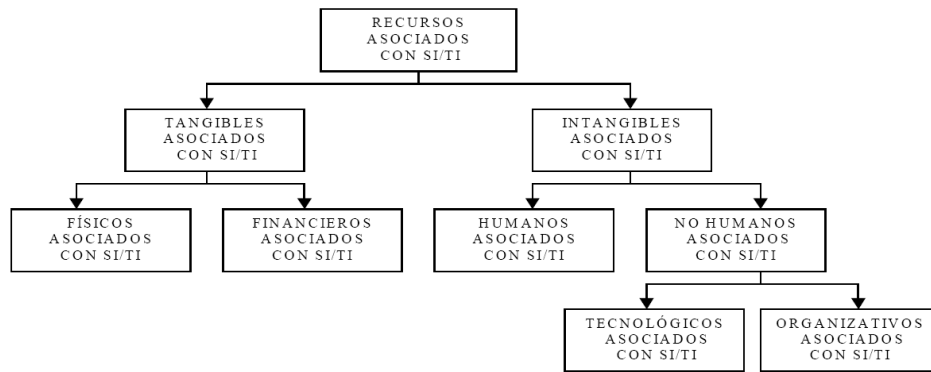 RECURSOS
ASOCIADOS
CON SI/TI
TANGIBLES
ASOCIADOS
CON SI/TI
INTANGIBLES
ASOCIADOS
CON SI/TI
FÍSICOS
ASOCIADOS
CON SI/TI
FINANCIEROS
ASOCIADOS
CON SI/TI
HUMANOS
ASOCIADOS
CON SI/TI
NO HUMANOS
ASOCIADOS
CON SI/TI
TECNOLÓGICOS
ASOCIADOS
CON SI/TI
ORGANIZATIVOS
ASOCIADOS
CON SI/TI